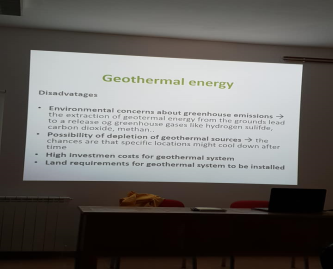 Geothermal energy
Disadvatages
• Environmental concerns about greenhouse emissions →
the extraction of geotermal energy from the grounds lead
to a release og greenhouse gases like hydrogen sulifde,
carbon dioxide, methan..
• Possibility of depletion of geothermal sources → the
chances are that specific locations might cool down after
time
• High investmen costs for geothermal system
• Land requirements for geothermal system to be installed